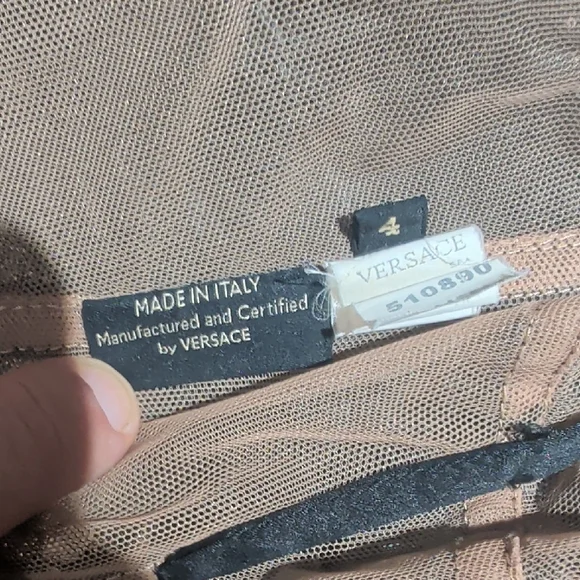 4
VERSACE
510890
MADE IN ITALY
Manufactured and Certified
by VERSACE